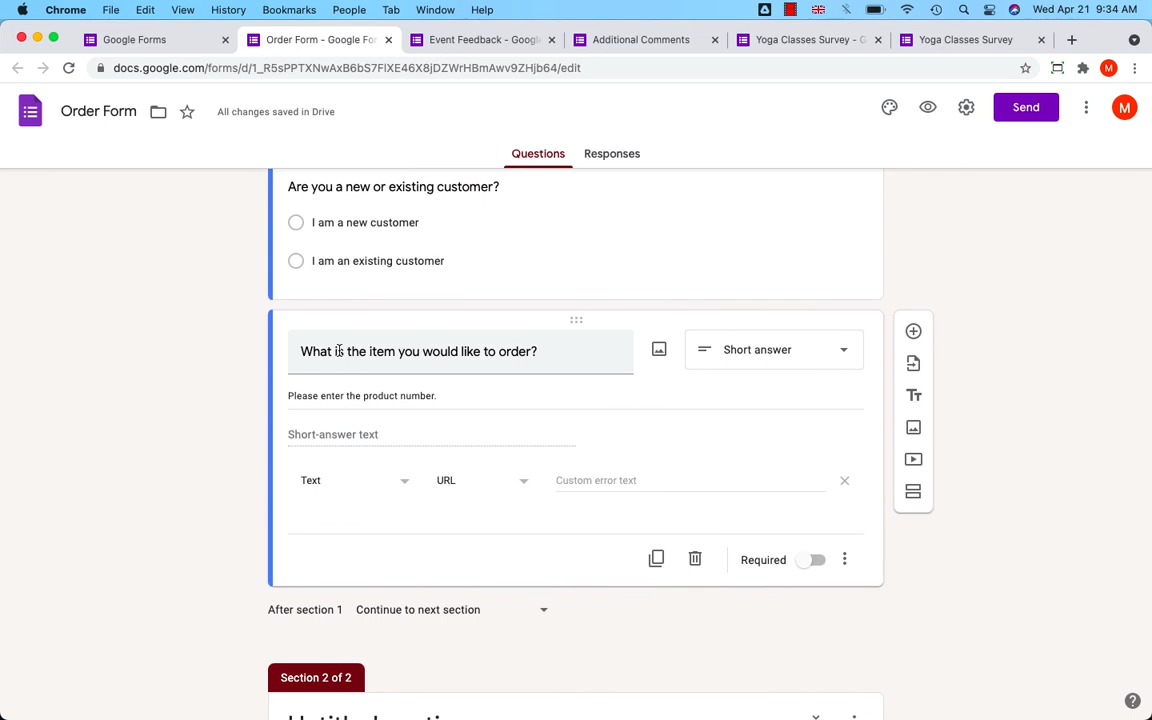 Chrome File Edit View History Bookmarks People Tab Window Help Wed Apr 21 9:34 AM
Google Forms Order Form - Google For Event Feedback - Google Additional Comments Yoga Classes Survey - G Yoga Classes Survey
docs.google.com/forms/d/1_R5sPPTXNwAxB6bS7FlXE46X8jDZWrHBmAwv9ZHjb64/edit M
Order Form All changes saved in Drive Send M
Questions Responses
Are you a new or existing customer?
I am a new customer
I am an existing customer
What is the item you would like to order? Short answer
Please enter the product number.
Short-answer text
Text URL Custom error text
Required
After section 1 Continue to next section
Section 2 of 2